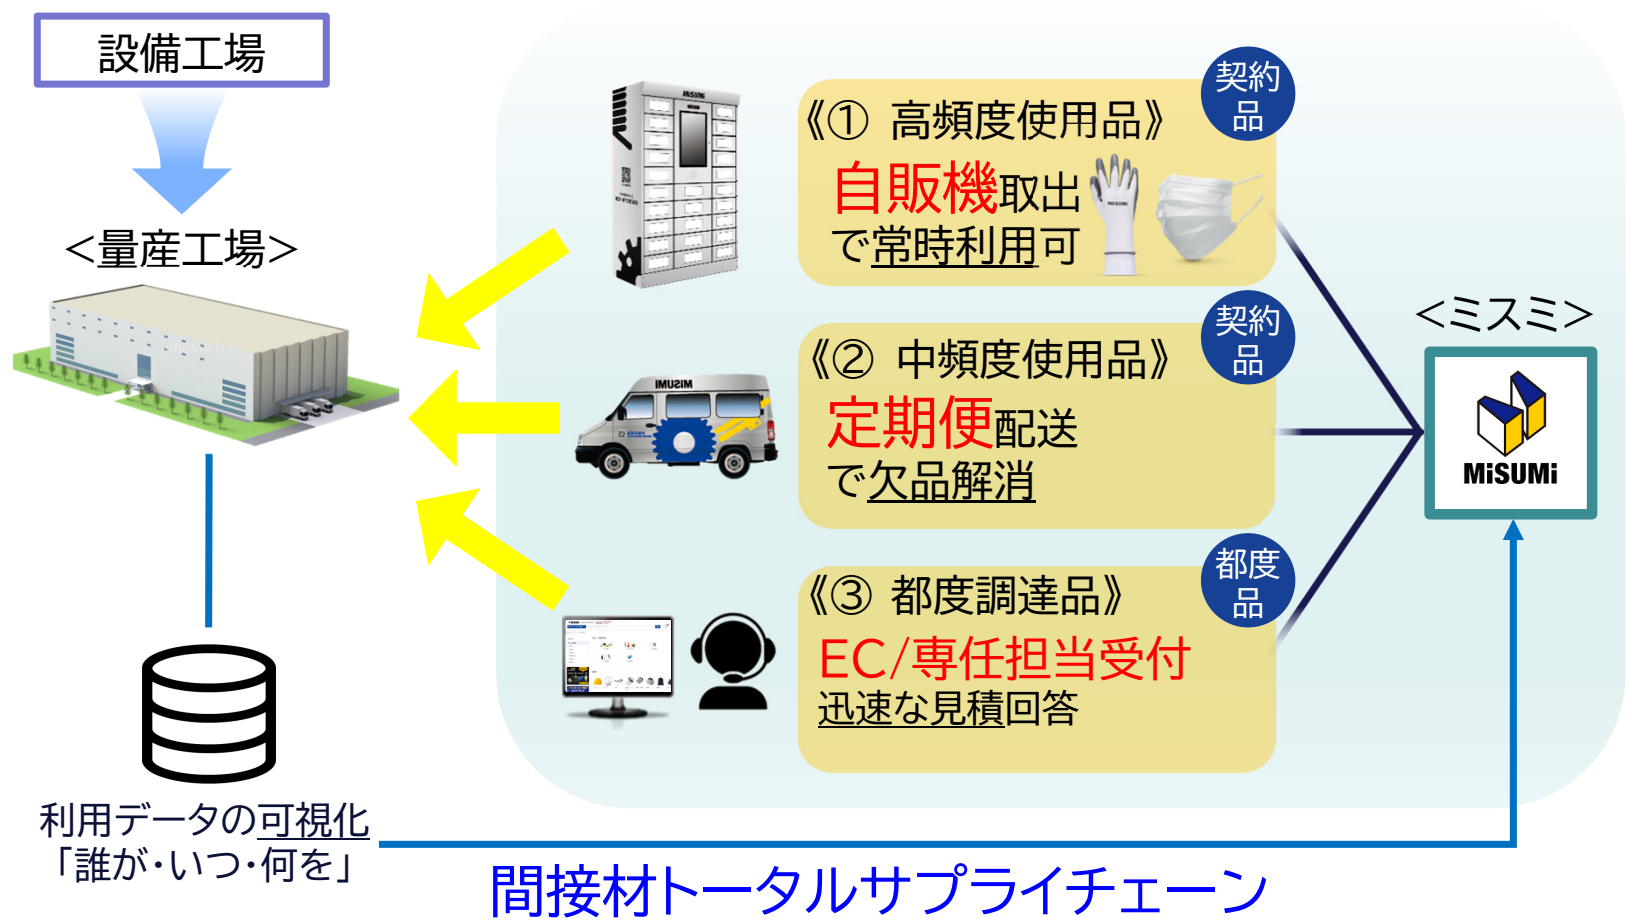 設備工場
<量産工場>
利用データの可視化
「誰が・いつ・何を」
MiSUMi
《① 高頻度使用品》
契約
品
自販機取出
で常時利用可
MiSUMi
《② 中頻度使用品》
契約
品
定期便配送
で欠品解消
《③ 都度調達品》
都度
品
EC/専任担当受付
迅速な見積回答
<ミスミ>
MiSUMi
間接材トータルサプライチェーン